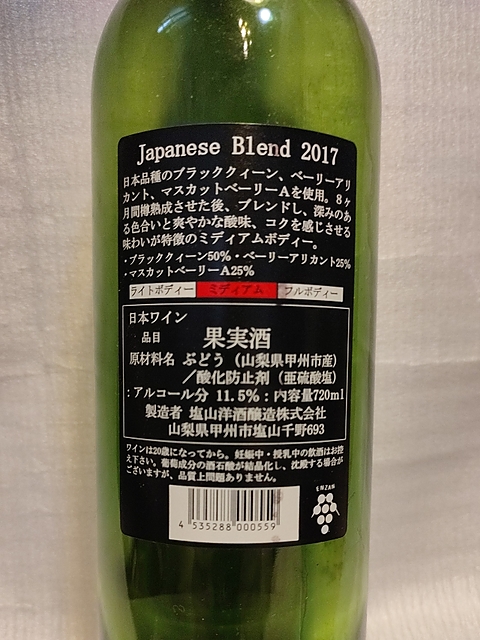 Japanese Blend 2017
日本品種のブラッククィーン、ベーリーアリ
カント、マスカットベーリーAを使用。8ヶ
月間樽熟成させた後、ブレンドし、深みのあ
る色合いと爽やかな酸味、コクを感じさせる
味わいが特徴のミディアムボディー。
・ブラッククィーン50%・ベーリーアリカント25%
・マスカットベーリーA25%
ライトボディー ミディアム フルボディー
日本ワイン
品目 果実酒
原材料名 ぶどう（山梨県甲州市産）
／酸化防止剤（亜硫酸塩）
：アルコール分 11.5%：内容量720ml
製造者 塩山洋酒醸造株式会社
山梨県甲州市塩山千野693
ワインは20歳になってから。妊娠中・授乳中の飲酒はお控
え下さい。葡萄成分の酒石酸が結晶化し、沈殿する場合が
ございますが、品質上問題ありません。
ENZAN
4 535288 000559